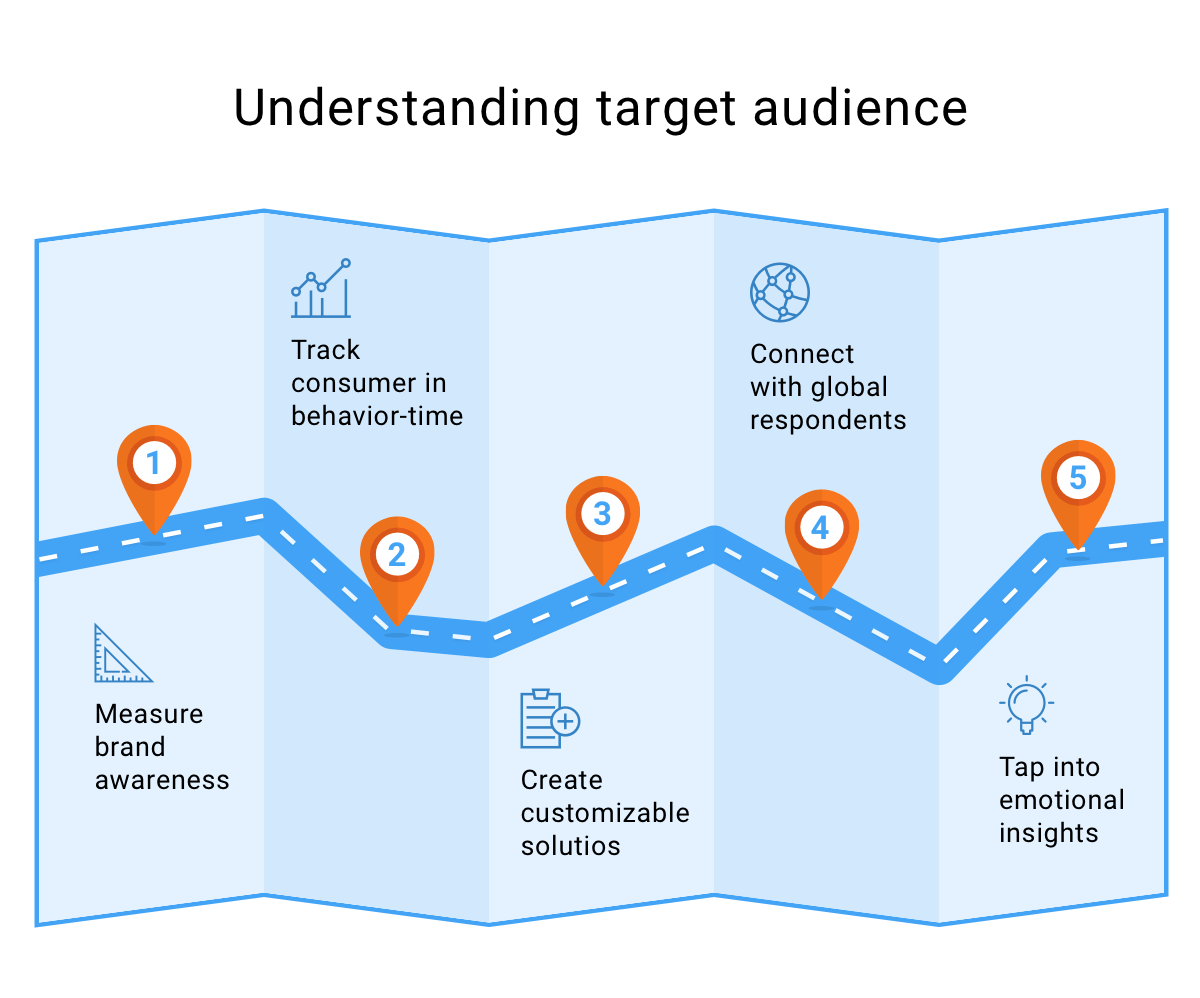 Understanding target audience
1
Measure
brand
awareness
2
Track
consumer in
behavior-time
3
Create
customizable
solutios
4
Connect
with global
respondents
5
Tap into
emotional
insights